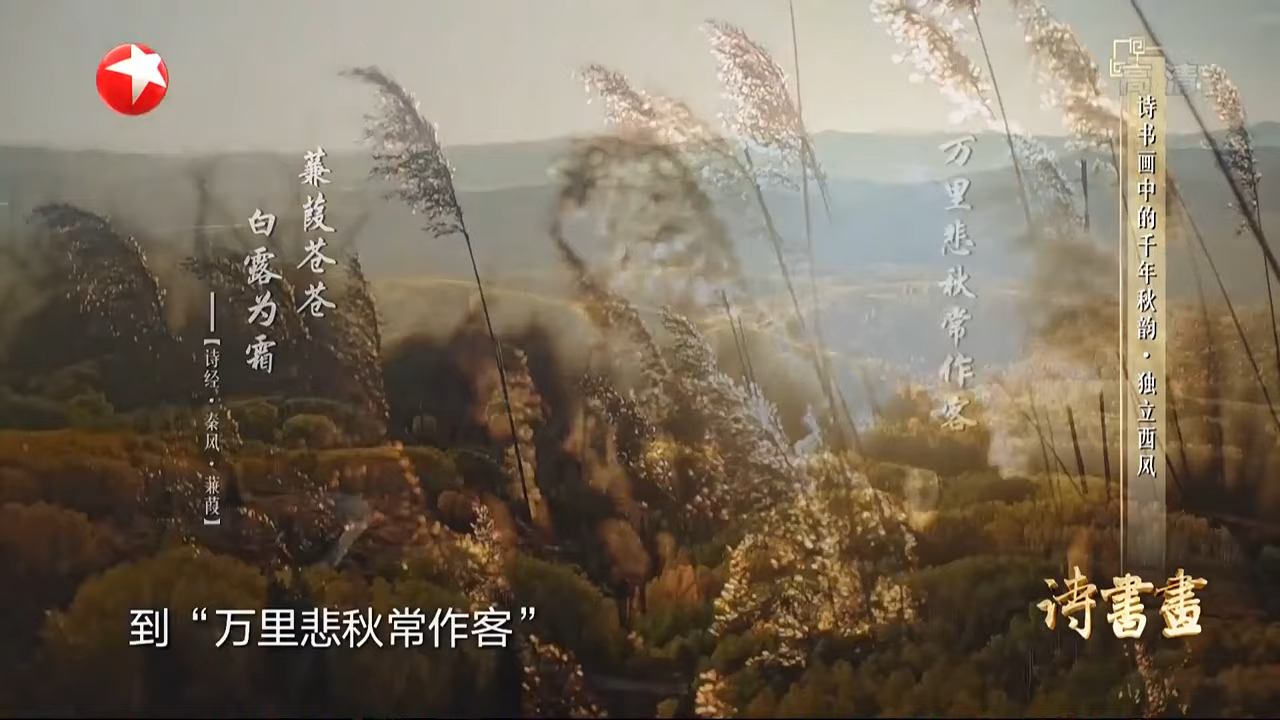 高清
诗书画中的千年秋韵·独立西风
万里悲秋常作客
蒹葭苍苍
白露为霜
——【诗经·秦风·蒹葭】
诗書畫
到“万里悲秋常作客”